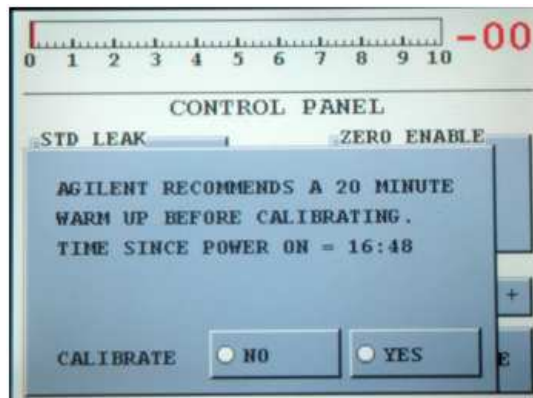 -00
0 1 2 3 4 5 6 7 8 9 10
CONTROL PANEL
STD LEAK ZERO ENABLE
AGILENT RECOMMENDS A 20 MINUTE
WARM UP BEFORE CALIBRATING.
TIME SINCE POWER ON = 16:48
+
CALIBRATE NO YES E